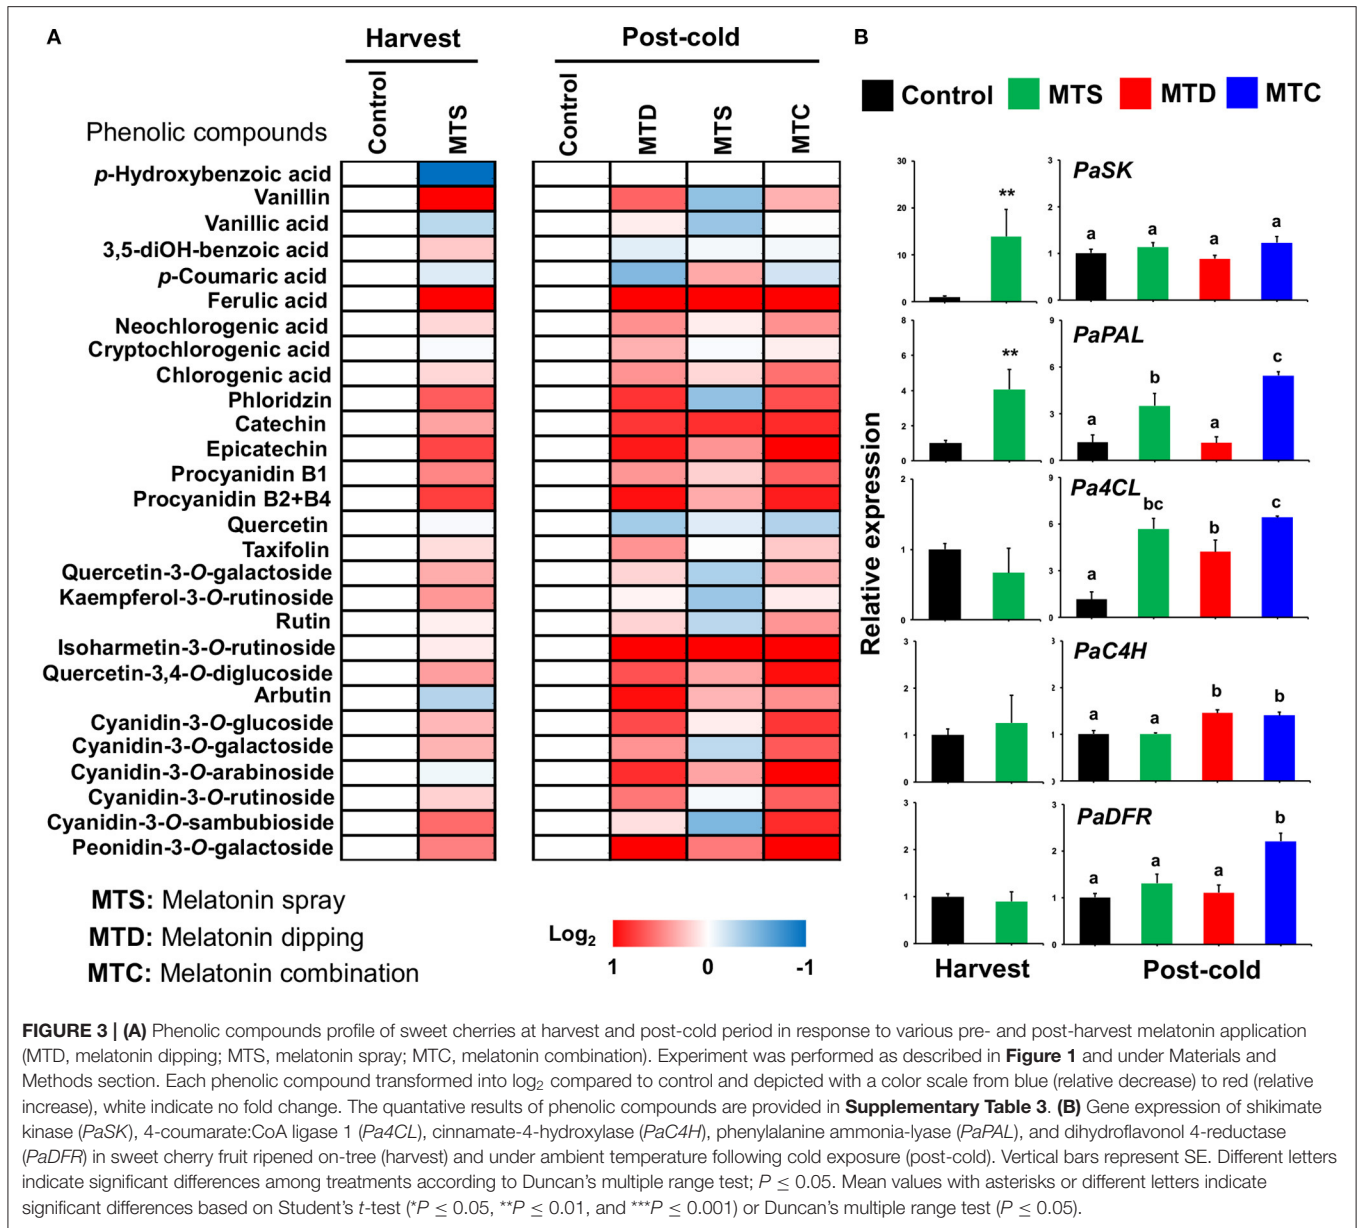 A
Harvest
Post-cold
Phenolic compounds
Control
MTS
Control
MTD
MTS
MTC
p-Hydroxybenzoic acid
Vanillin
Vanillic acid
3,5-diOH-benzoic acid
p-Coumaric acid
Ferulic acid
Neochlorogenic acid
Cryptochlorogenic acid
Chlorogenic acid
Phloridzin
Catechin
Epicatechin
Procyanidin B1
Procyanidin B2+B4
Quercetin
Taxifolin
Quercetin-3-O-galactoside
Kaempferol-3-O-rutinoside
Rutin
Isoharmetin-3-O-rutinoside
Quercetin-3,4-O-diglucoside
Arbutin
Cyanidin-3-O-glucoside
Cyanidin-3-O-galactoside
Cyanidin-3-O-arabinoside
Cyanidin-3-O-rutinoside
Cyanidin-3-O-sambubioside
Peonidin-3-O-galactoside
MTS: Melatonin spray
MTD: Melatonin dipping
MTC: Melatonin combination
Log2
1 0 -1
B
Control MTS MTD MTC
Relative expression
30
20
10
0
**
3
2
1
0
PaSK
a a a a
8
6
4
2
0
**
9
6
3
0
PaPAL
a b a c
2
1
0
9
6
3
0
Pa4CL
a bc b c
3
2
1
0
3
2
1
0
PaC4H
a a b b
3
2
1
0
3
2
1
0
PaDFR
a a a b
Harvest
Post-cold
FIGURE 3 | (A) Phenolic compounds profile of sweet cherries at harvest and post-cold period in response to various pre- and post-harvest melatonin application
(MTD, melatonin dipping; MTS, melatonin spray; MTC, melatonin combination). Experiment was performed as described in Figure 1 and under Materials and
Methods section. Each phenolic compound transformed into log2 compared to control and depicted with a color scale from blue (relative decrease) to red (relative
increase), white indicate no fold change. The quantative results of phenolic compounds are provided in Supplementary Table 3. (B) Gene expression of shikimate
kinase (PaSK), 4-coumarate:CoA ligase 1 (Pa4CL), cinnamate-4-hydroxylase (PaC4H), phenylalanine ammonia-lyase (PaPAL), and dihydroflavonol 4-reductase
(PaDFR) in sweet cherry fruit ripened on-tree (harvest) and under ambient temperature following cold exposure (post-cold). Vertical bars represent SE. Different letters
indicate significant differences among treatments according to Duncan's multiple range test; P ≤ 0.05. Mean values with asterisks or different letters indicate
significant differences based on Student's t-test (*P ≤ 0.05, **P ≤ 0.01, and ***P ≤ 0.001) or Duncan's multiple range test (P ≤ 0.05).